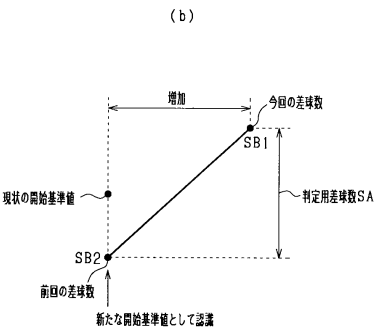 (b)
増加
今回の差球数
SB1
現状の開始基準値
判定用差球数SA
SB2
前回の差球数
新たな開始基準値として認識